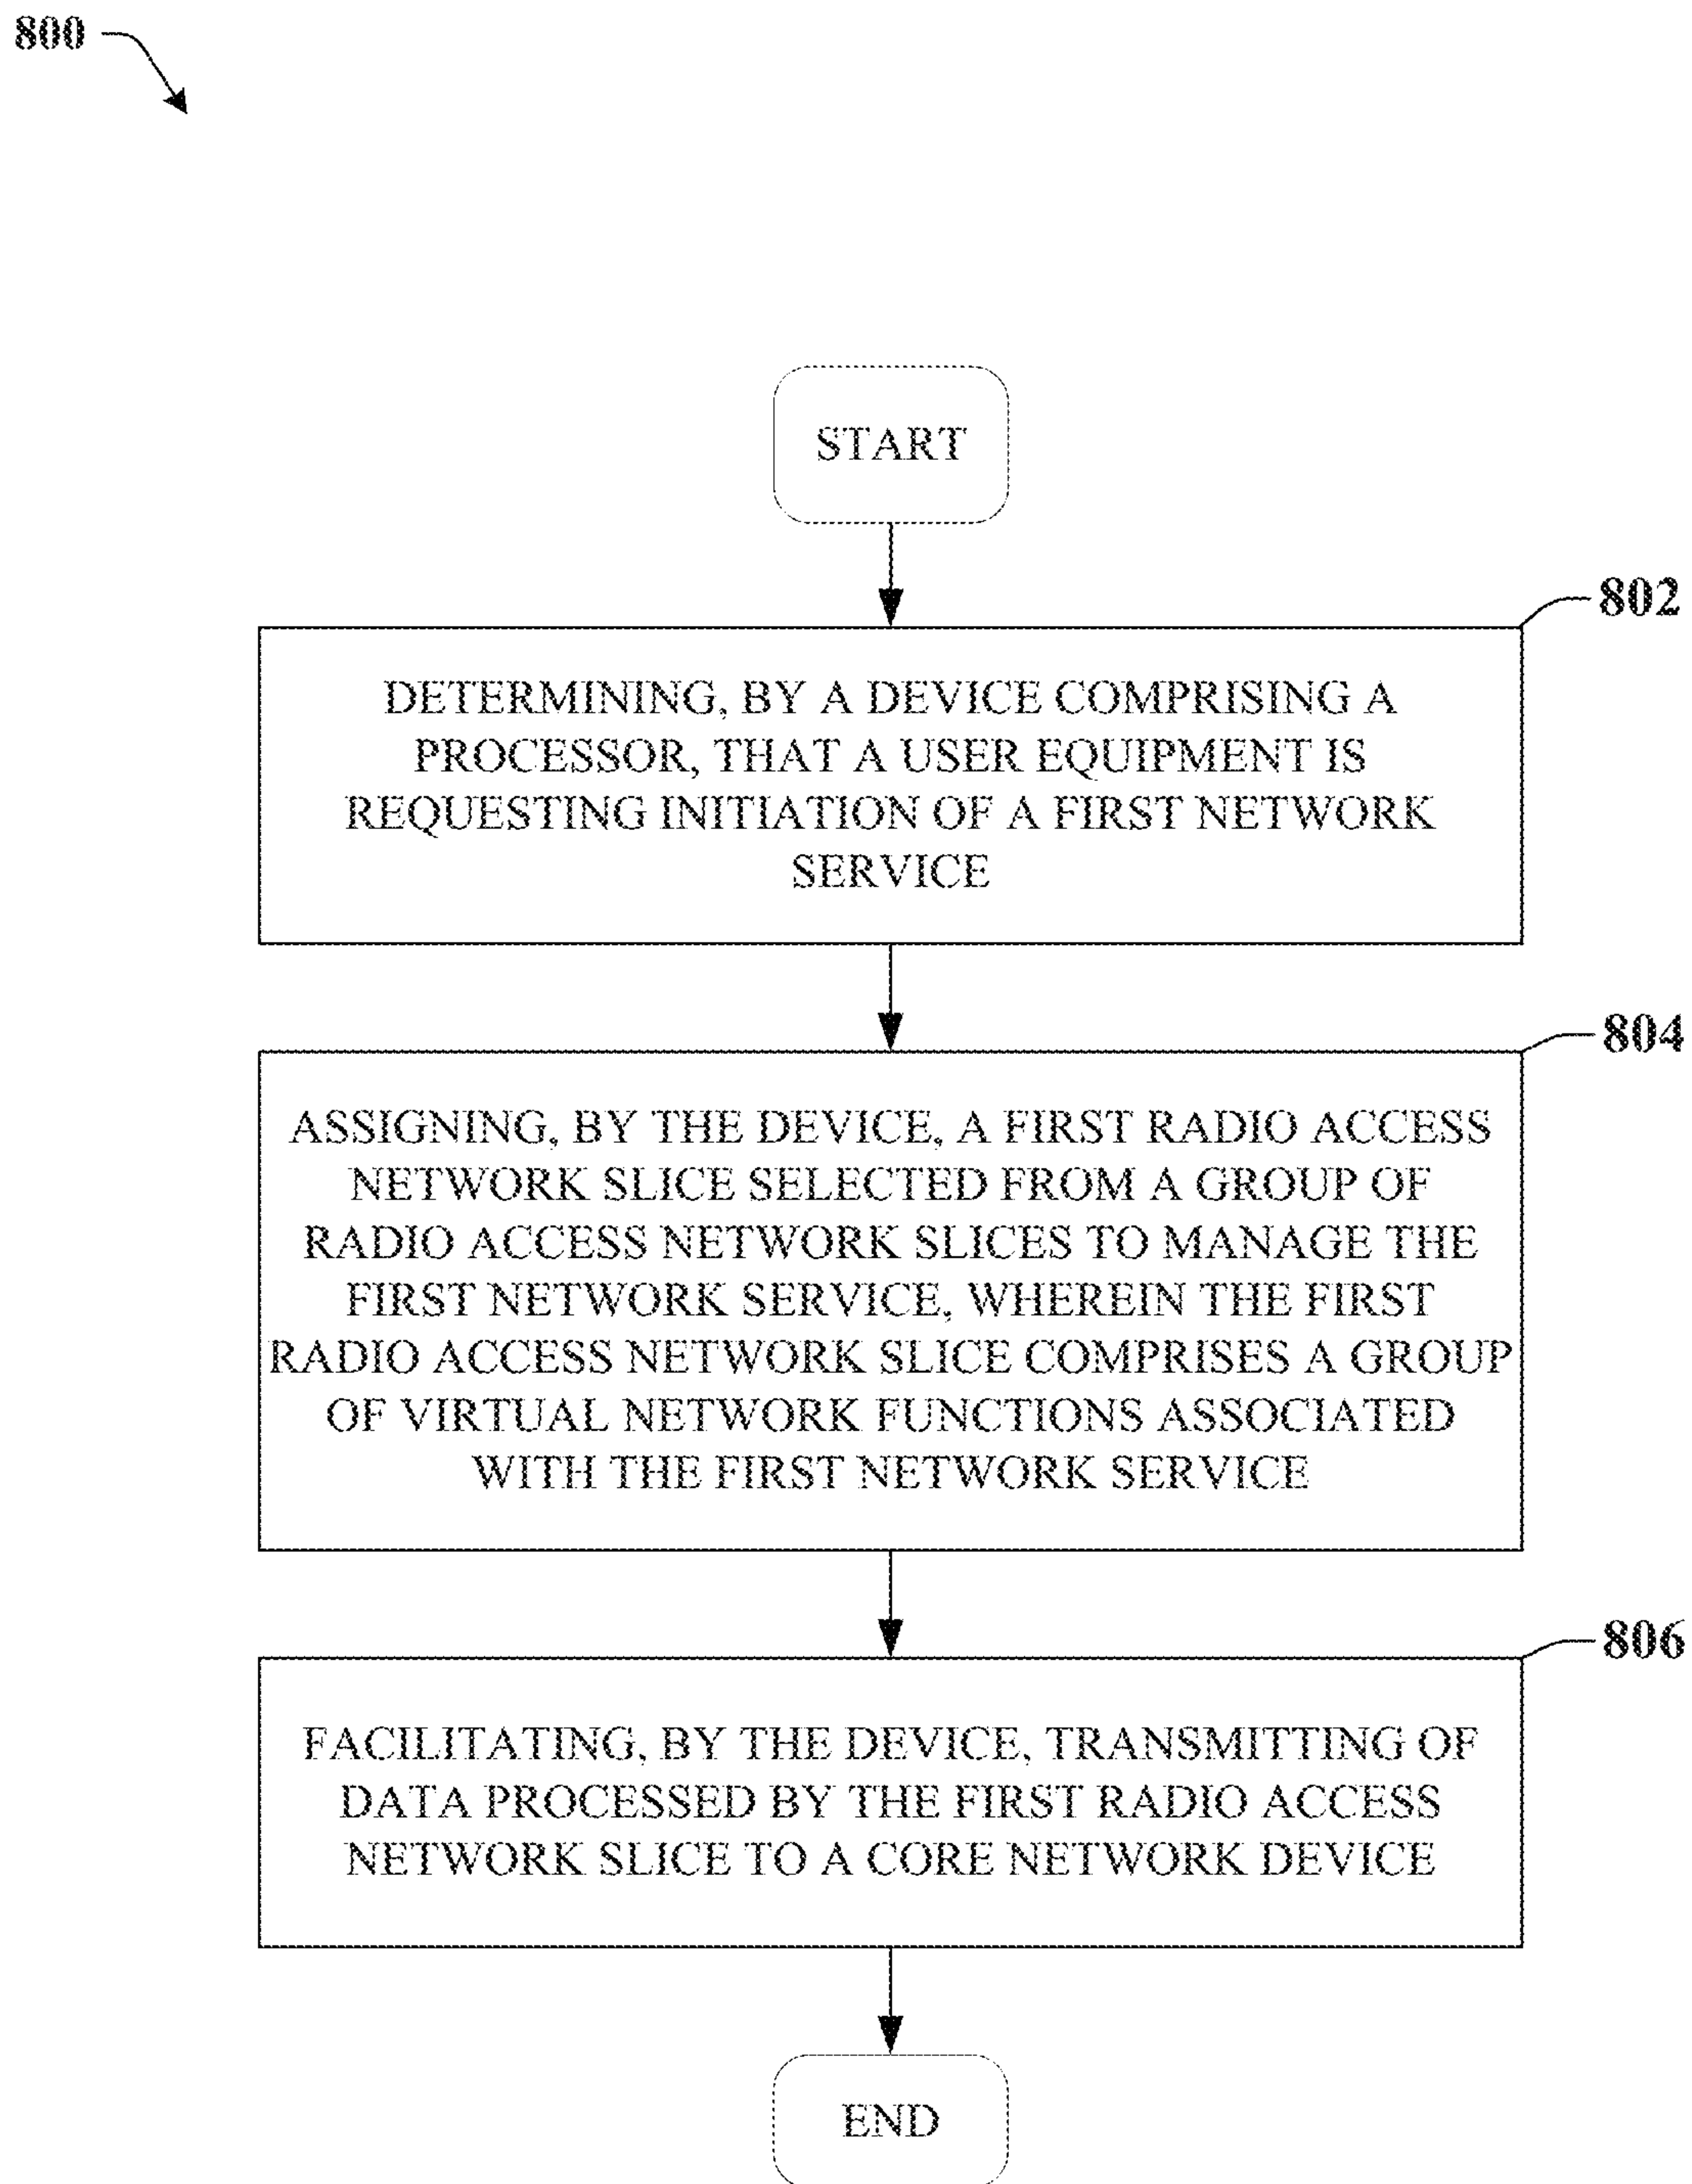 800
START
802
DETERMINING, BY A DEVICE COMPRISING A
PROCESSOR, THAT A USER EQUIPMENT IS
REQUESTING INITIATION OF A FIRST NETWORK
SERVICE
804
ASSIGNING, BY THE DEVICE, A FIRST RADIO ACCESS
NETWORK SLICE SELECTED FROM A GROUP OF
RADIO ACCESS NETWORK SLICES TO MANAGE THE
FIRST NETWORK SERVICE, WHEREIN THE FIRST
RADIO ACCESS NETWORK SLICE COMPRISES A GROUP
OF VIRTUAL NETWORK FUNCTIONS ASSOCIATED
WITH THE FIRST NETWORK SERVICE
806
FACILITATING, BY THE DEVICE, TRANSMITTING OF
DATA PROCESSED BY THE FIRST RADIO ACCESS
NETWORK SLICE TO A CORE NETWORK DEVICE
END